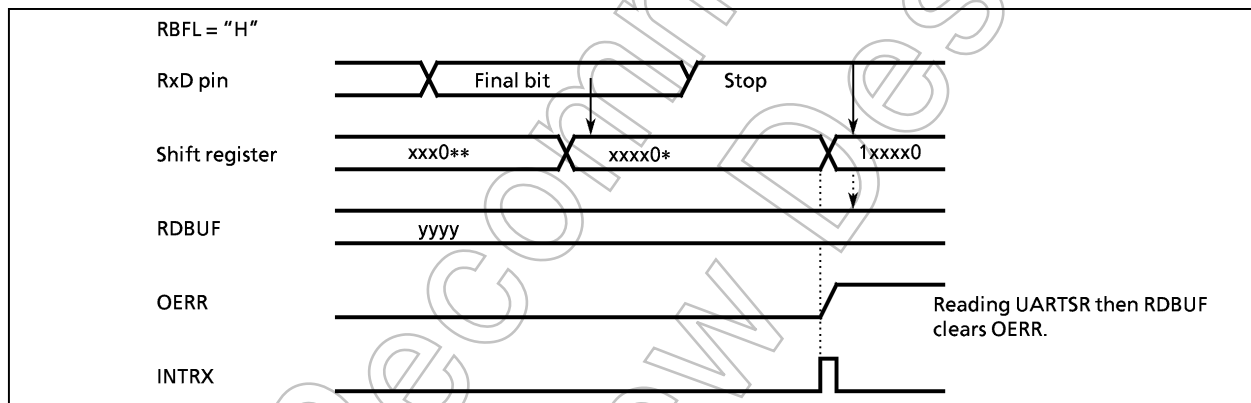 RBFL = “H”
RxD pin
Final bit
Stop
Shift register
xxx0**
xxxx0*
1xxxx0
RDBUF
yyyy
OERR
Reading UARTSR then RDBUF
clears OERR.
INTRX